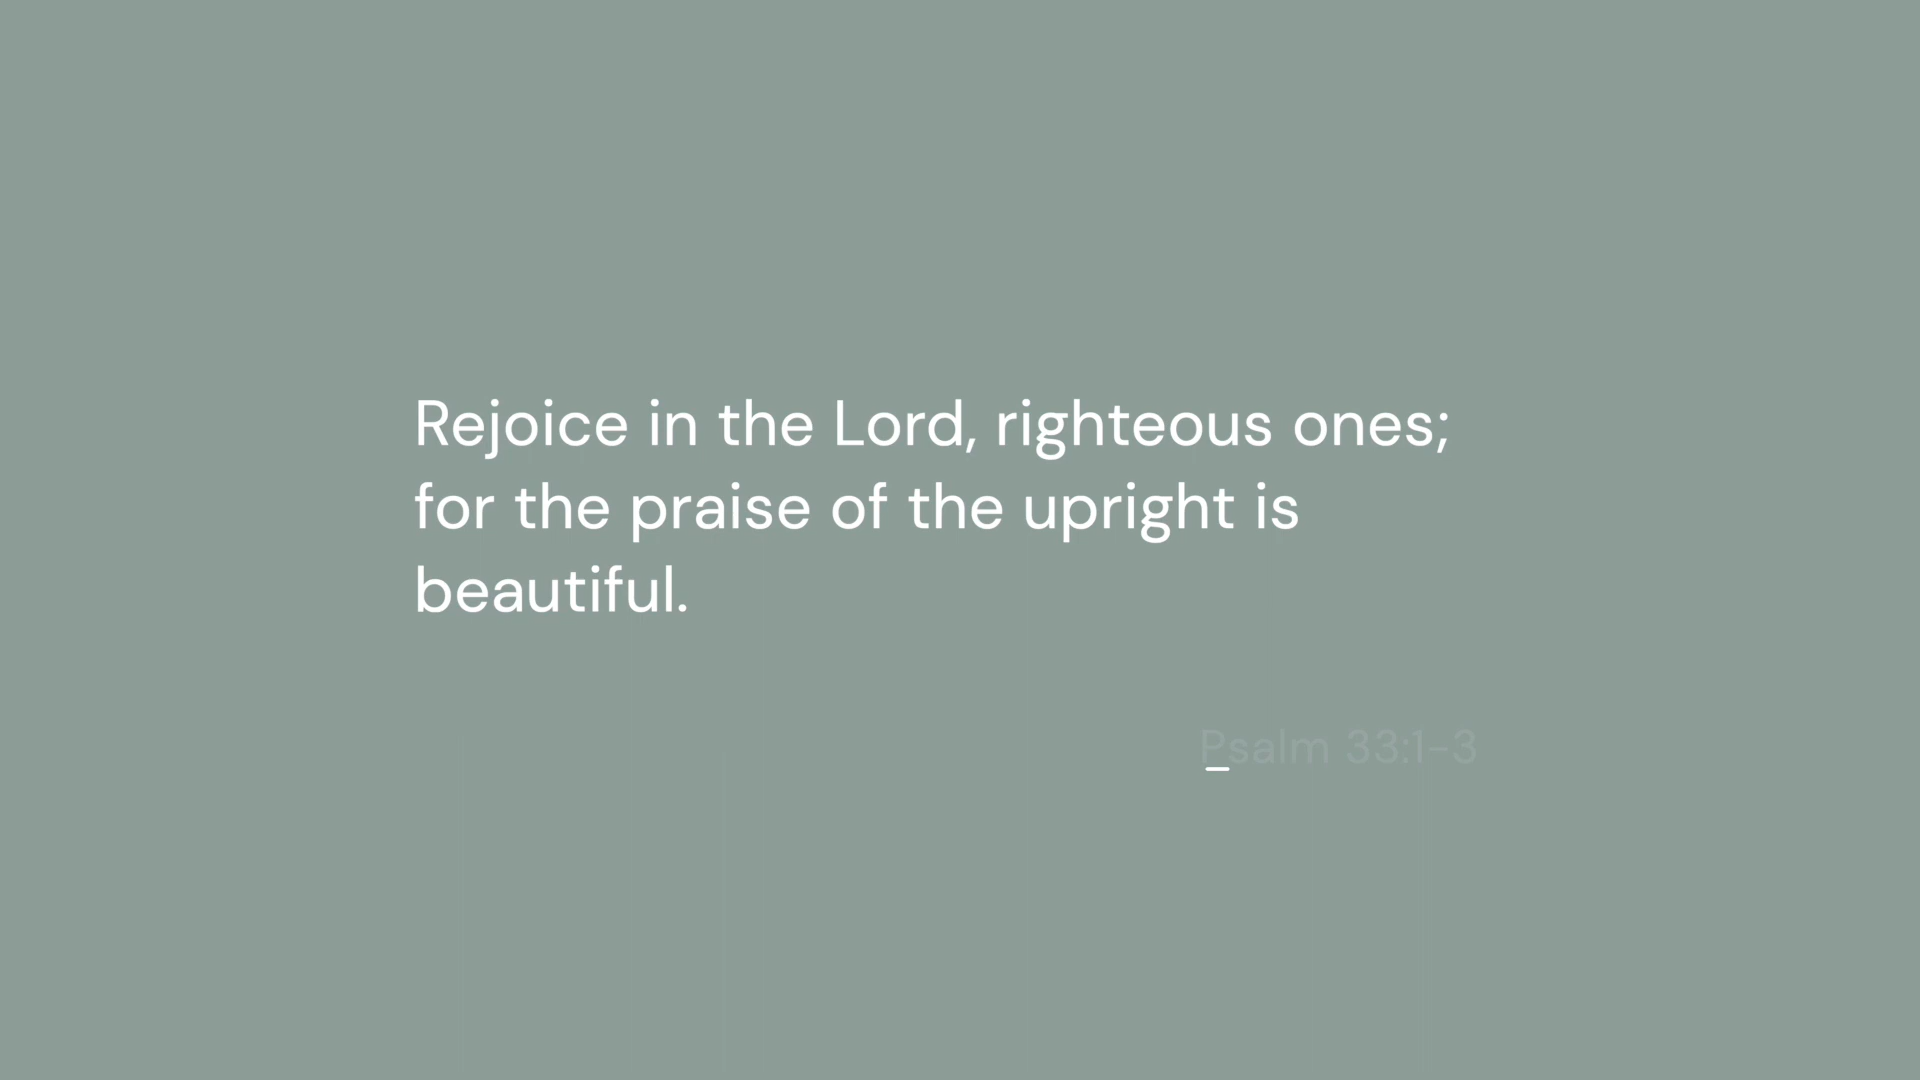 Rejoice in the Lord, righteous ones;
for the praise of the upright is
beautiful.
Psalm 33:1-3